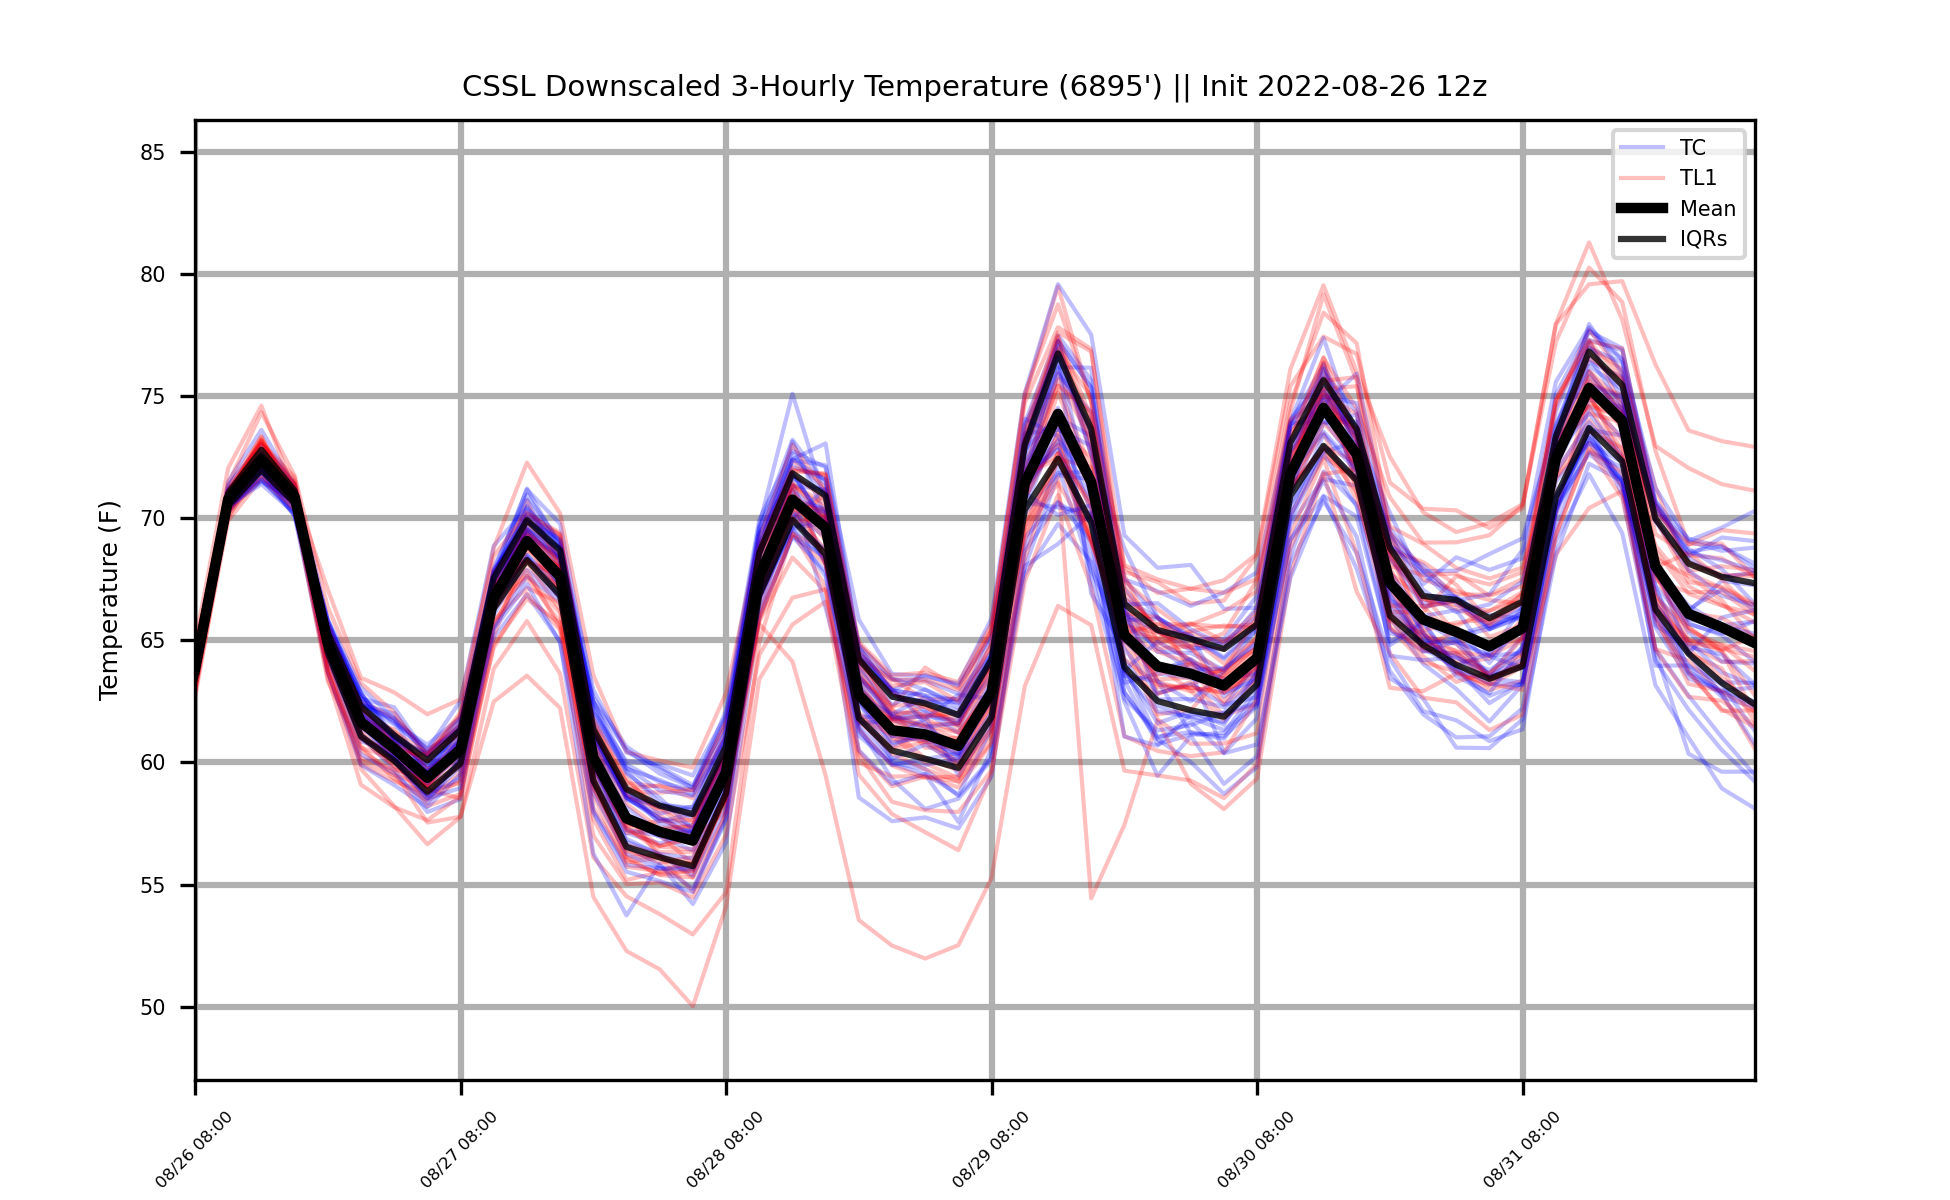 CSSL Downscaled 3-Hourly Temperature (6895') || Init 2022-08-26 12z
TC
TL1
Mean
IQRs
Temperature (F)
85
80
75
70
65
60
55
50
08/26 08:00
08/27 08:00
08/28 08:00
08/29 08:00
08/30 08:00
08/31 08:00